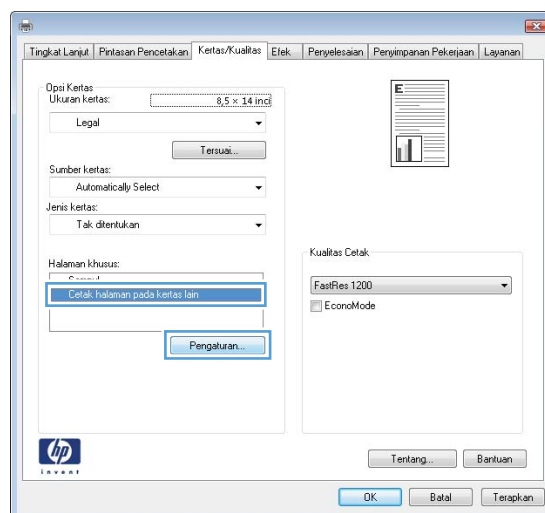 Tingkat Lanjut Pintasan Pencetakan Kertas/Kualitas Efek Penyelesaian Penyimpanan Pekerjaan Layanan
Opsi Kertas
Ukuran kertas: 8,5 × 14 inci
Legal
Tersuai...
Sumber kertas:
Automatically Select
Jenis kertas:
Tak ditentukan
Halaman khusus:
Cetak halaman pada kertas lain
Pengaturan...
E
Kualitas Cetak
FastRes 1200
EconoMode
hp
invent
Tentang... Bantuan
OK Batal Terapkan